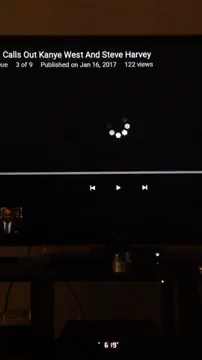 Calls Out Kanye West And Steve Harvey
ue 3 of 9 Published on Jan 16, 2017 122 views
6:19